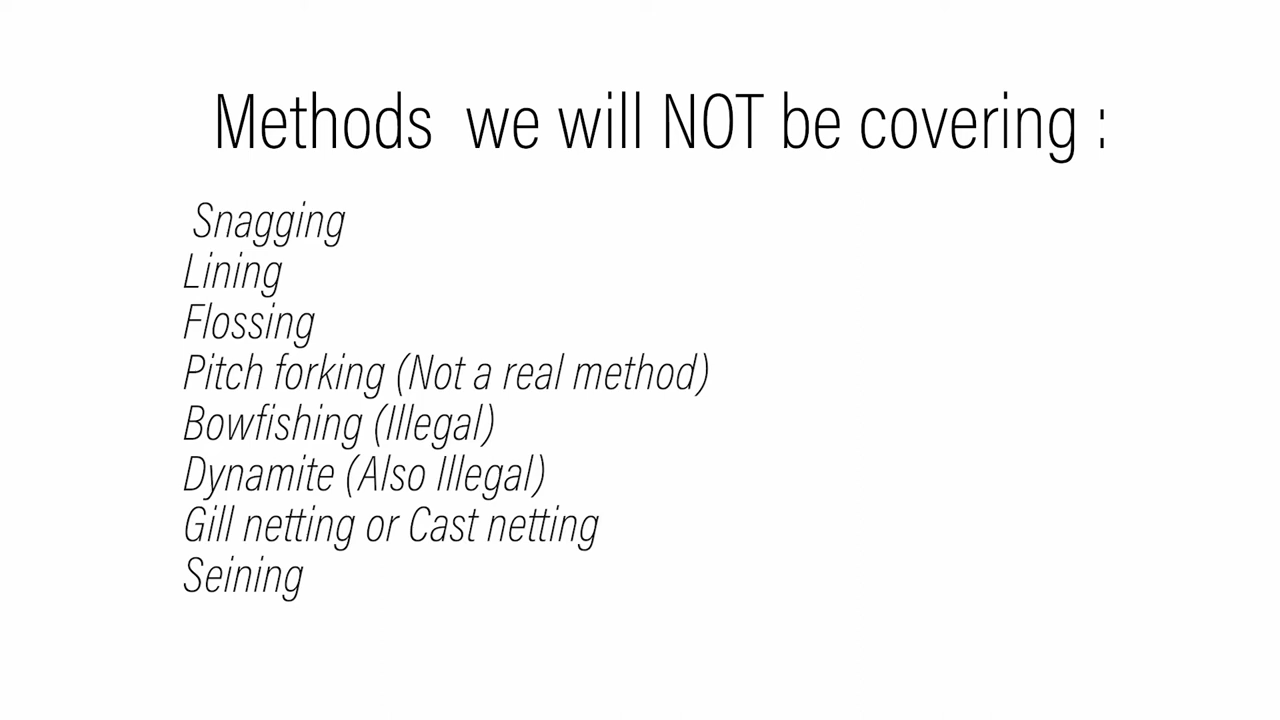 Methods  we will NOT be covering :
Snagging
Lining
Flossing
Pitch forking (Not a real method)
Bowfishing (Illegal)
Dynamite (Also Illegal)
Gill netting or Cast netting
Seining